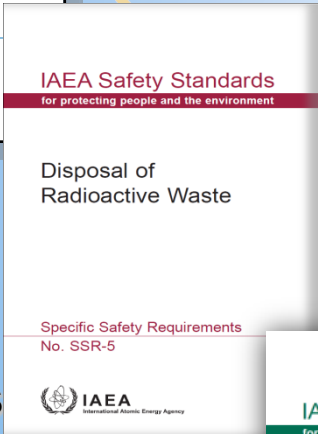 IAEA Safety Standards
for protecting people and the environment
Disposal of
Radioactive Waste
Specific Safety Requirements
No. SSR-5
IAEA
International Atomic Energy Agency